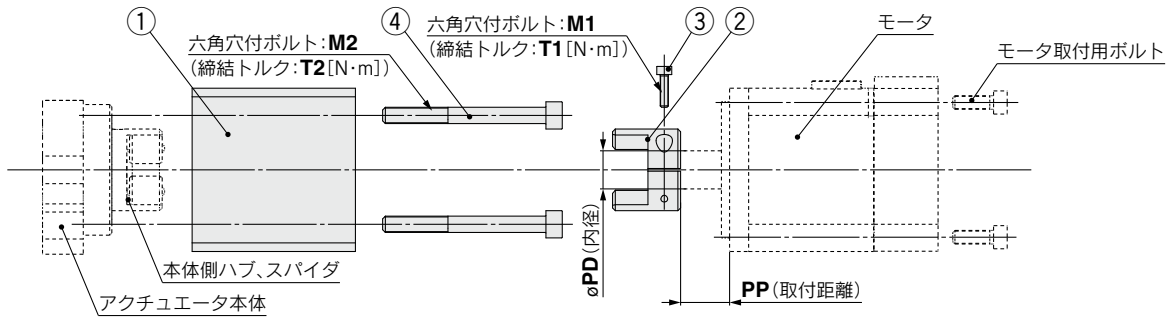 ①
④
六角穴付ボルト:M2
(締結トルク:T2[N・m])
六角穴付ボルト:M1
(締結トルク:T1[N・m])
③
②
モータ
モータ取付用ボルト
本体側ハブ、スパイダ
アクチュエータ本体
øPD(内径)
PP(取付距離)